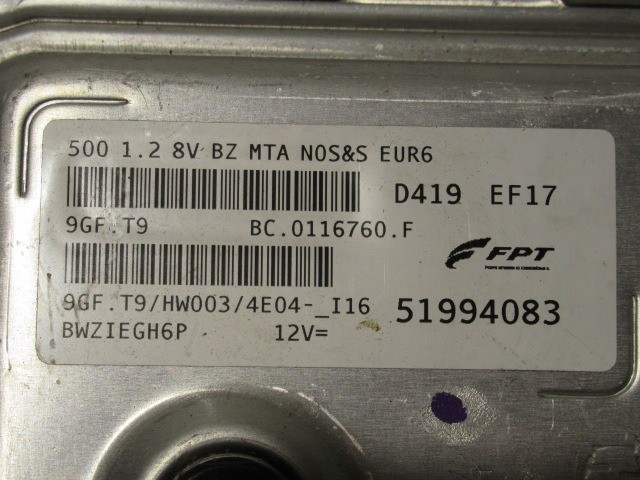 500 1.2 8V BZ MTA NOS&S EUR6
D419 EF17
9GF.T9 BC.0116760.F
FPT
9GF.T9/HW003/4E04-_I16 51994083
BWZIEGH6P 12V=